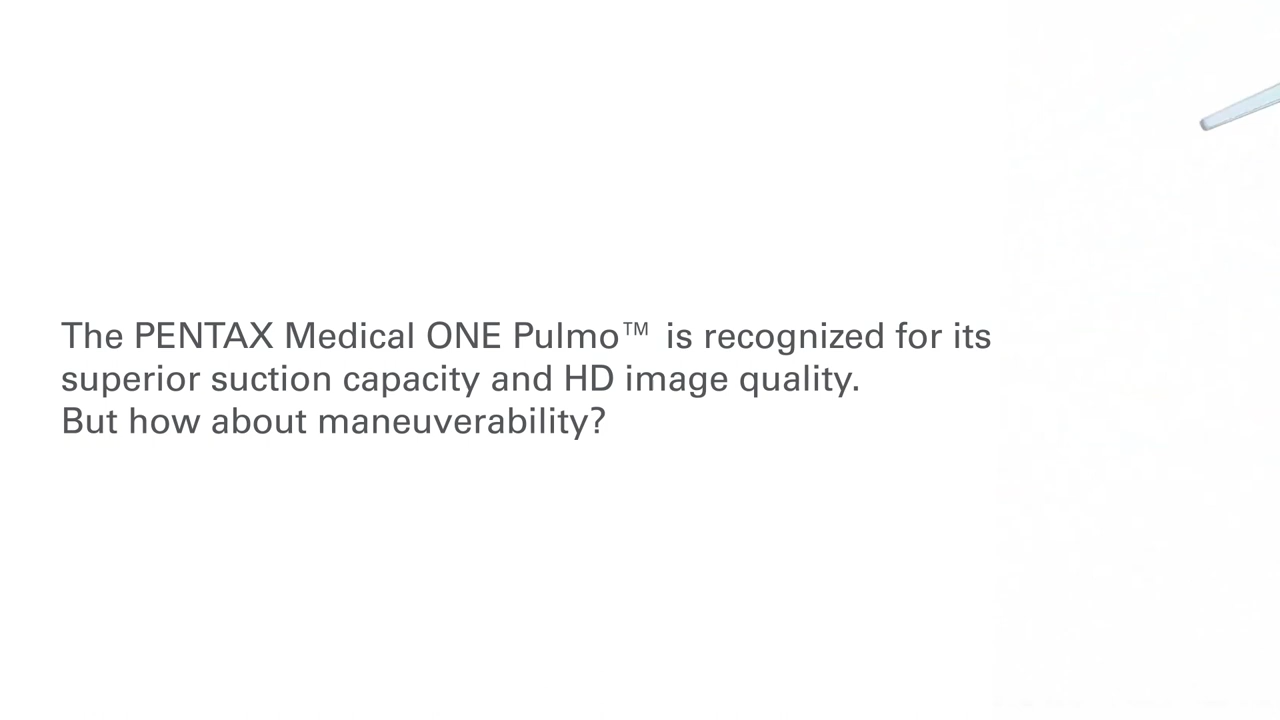 The PENTAX Medical ONE Pulmo™ is recognized for its
superior suction capacity and HD image quality.
But how about maneuverability?